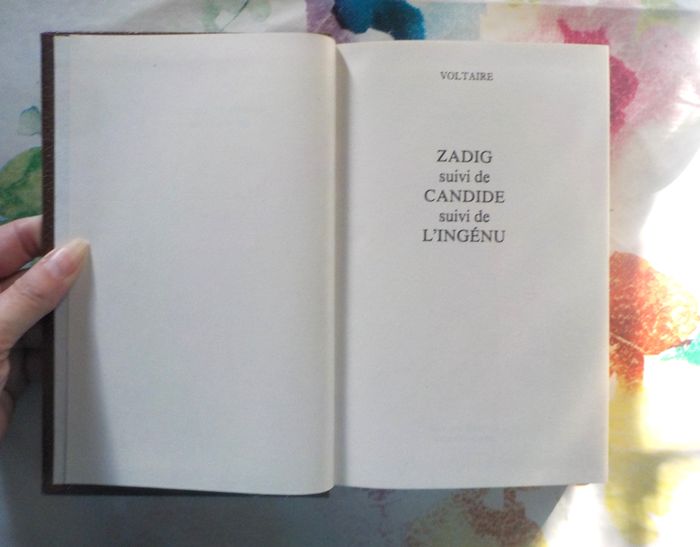 VOLTAIRE
ZADIG
suivi de
CANDIDE
suivi de
L'INGÉNU